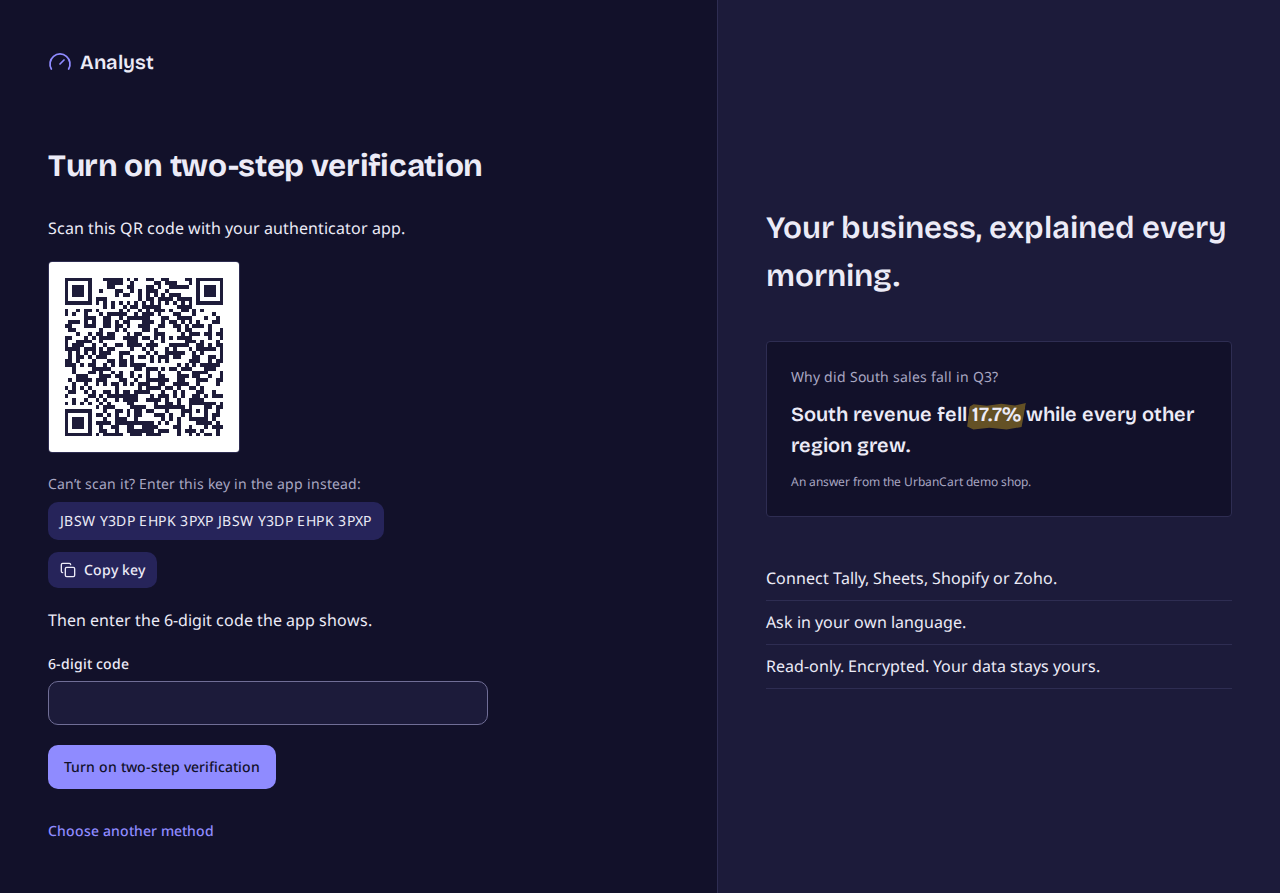 Analyst
Turn on two-step verification
Scan this QR code with your authenticator app.
Can't scan it? Enter this key in the app instead:
JBSW Y3DP EHPK 3PXP JBSW Y3DP EHPK 3PXP
Copy key
Then enter the 6-digit code the app shows.
6-digit code
Turn on two-step verification
Choose another method
Your business, explained every
morning.
Why did South sales fall in Q3?
South revenue fell 17.7% while every other
region grew.
An answer from the UrbanCart demo shop.
Connect Tally, Sheets, Shopify or Zoho.
Ask in your own language.
Read-only. Encrypted. Your data stays yours.